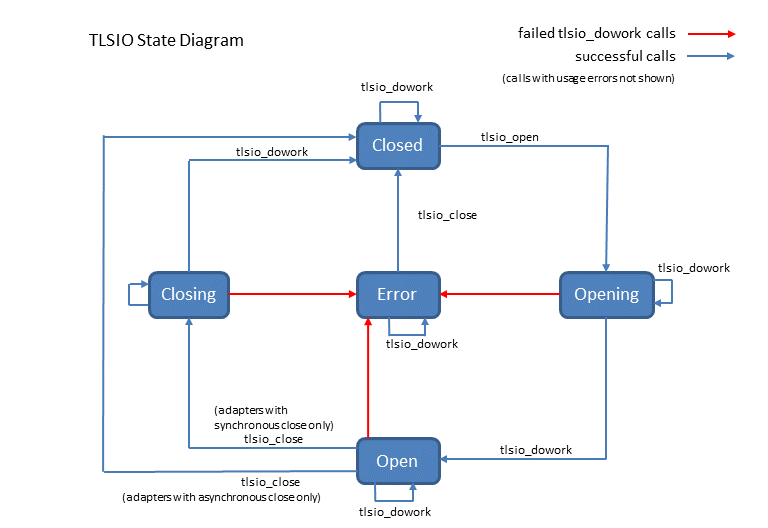 failed tlsio_dowork calls
TLSIO State Diagram
successful calls
(calls with usage errors not shown)
tlsio_dowork
Closed
tlsio_open
tlsio_dowork
tlsio_close
tlsio_dowork
Closing
Error
Opening
tlsio_dowork
(adapters with
synchronous close only)
tlsio_close
tlsio_dowork
Open
tlsio_close
(adapters with asynchronous close only)
tlsio_dowork